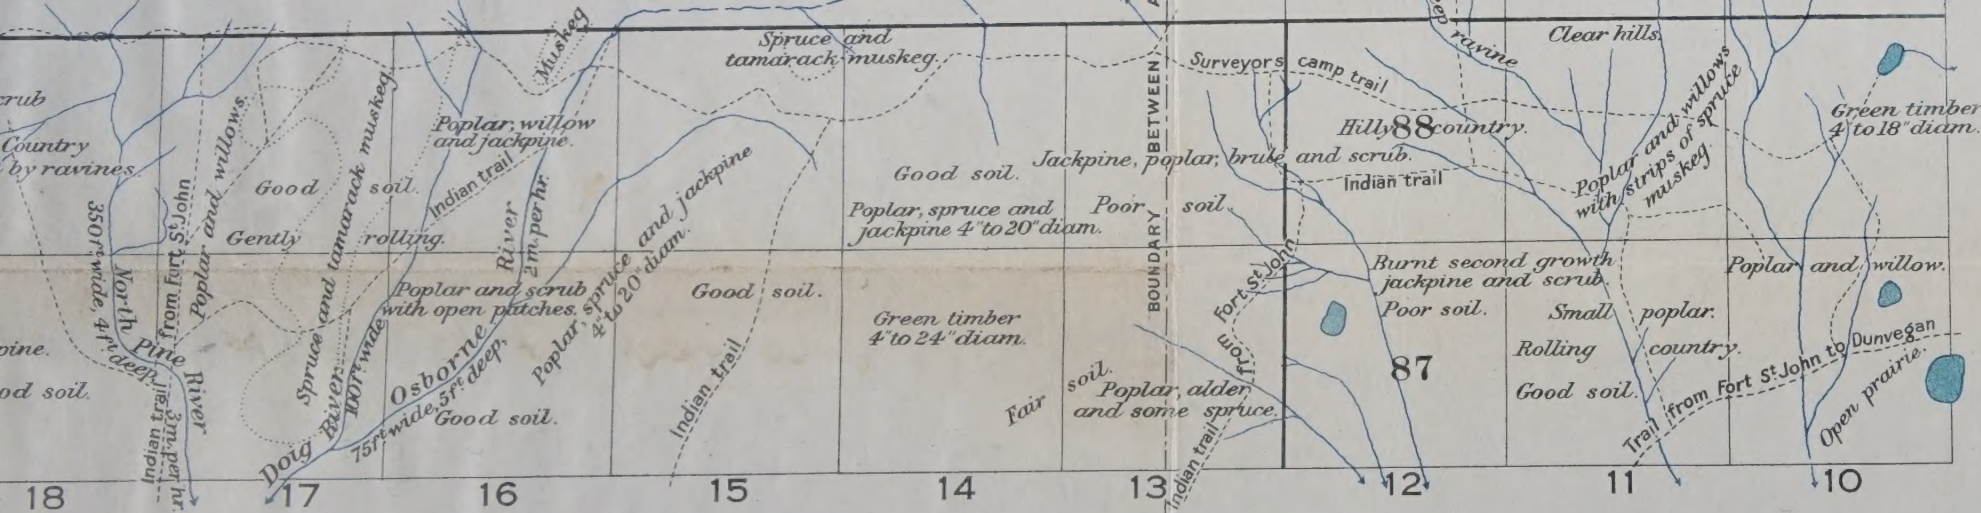 Muskeg
Spruce and
tamarack muskeg.
BOUNDARY BETWEEN
Surveyors camp trail
ravine
Clear hills.
Country
by ravines
Poplar and willows.
Good soil.
Gently rolling.
Spruce and tamarack muskeg.
Poplar, willow
and jackpine.
Indian trail
Good soil.
Jackpine, poplar, brulé and scrub.
Hilly country.
88
Indian trail
Poplar and willows
with strips of spruce
muskeg.
Green timber
4" to 18" diam.
Poplar, spruce and
jackpine 4" to 20" diam.
Poor soil.
350 ft wide, 4 ft deep,
North Pine River
3 m. per hr.
Indian trail from Fort St John
Doig River
100 ft wide
Osborne River
75 ft wide, 5 ft deep,
2 m. per hr.
Poplar and scrub
with open patches.
Good soil.
Poplar, spruce and jackpine
4" to 20" diam.
Good soil.
Indian trail
Green timber
4" to 24" diam.
Fair soil.
Poplar, alder
and some spruce.
Indian trail from Fort St John
Burnt second growth
jackpine and scrub.
Poor soil.
87
Small poplar.
Rolling country.
Good soil.
Poplar and willow.
Trail from Fort St John to Dunvegan
Open prairie.
18 17 16 15 14 13 12 11 10